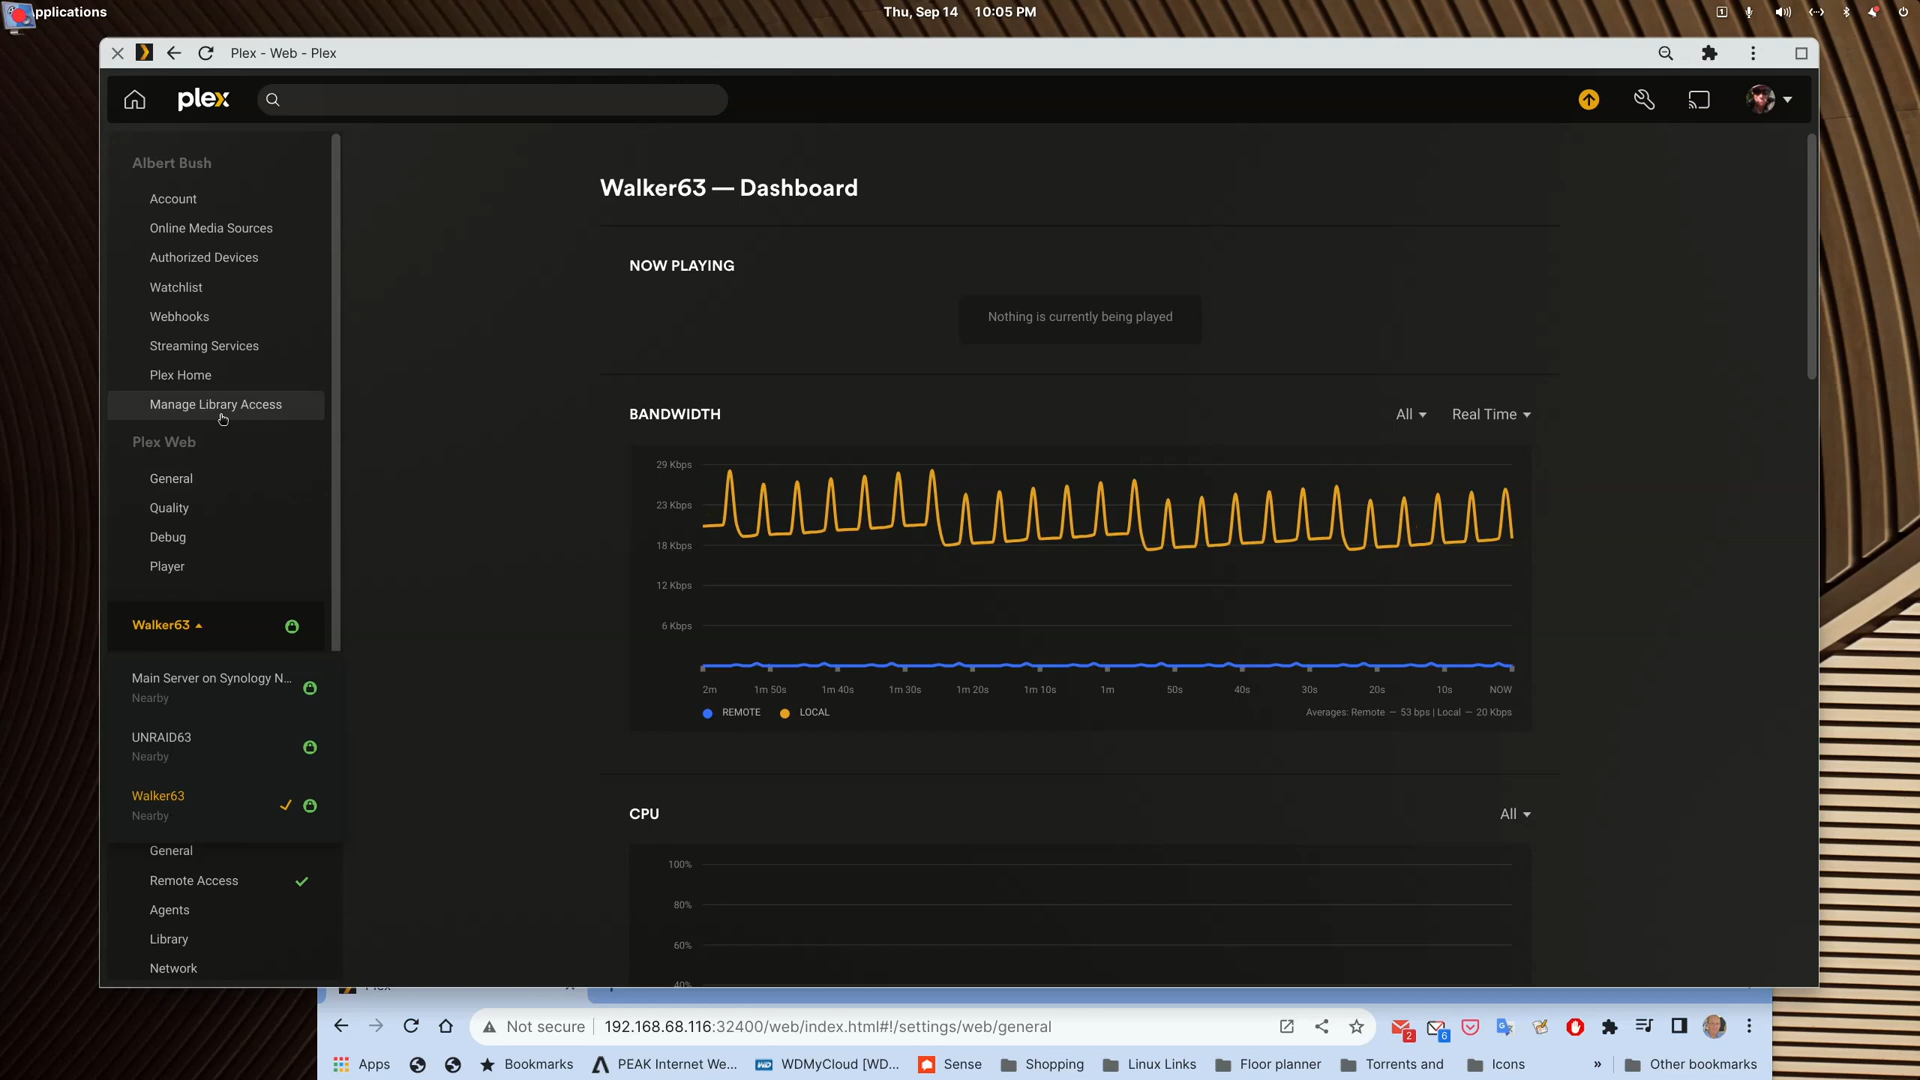 Applications
Thu, Sep 14 10:05 PM
Plex - Web - Plex
plex
Albert Bush
Account
Online Media Sources
Authorized Devices
Watchlist
Webhooks
Streaming Services
Plex Home
Manage Library Access
Plex Web
General
Quality
Debug
Player
Walker63
Main Server on Synology N...
Nearby
UNRAID63
Nearby
Walker63
Nearby
General
Remote Access
Agents
Library
Network
Walker63 — Dashboard
NOW PLAYING
Nothing is currently being played
BANDWIDTH
All
Real Time
29 Kbps
23 Kbps
18 Kbps
12 Kbps
6 Kbps
2m 1m 50s 1m 40s 1m 30s 1m 20s 1m 10s 1m 50s 40s 30s 20s 10s NOW
REMOTE LOCAL
Averages: Remote — 53 bps | Local — 20 Kbps
CPU
All
100%
80%
60%
40%
Plex
Not secure 192.168.68.116:32400/web/index.html#!/settings/web/general
2
6
Apps Bookmarks PEAK Internet We... WDMyCloud [WD... Sense Shopping Linux Links Floor planner Torrents and Icons » Other bookmarks